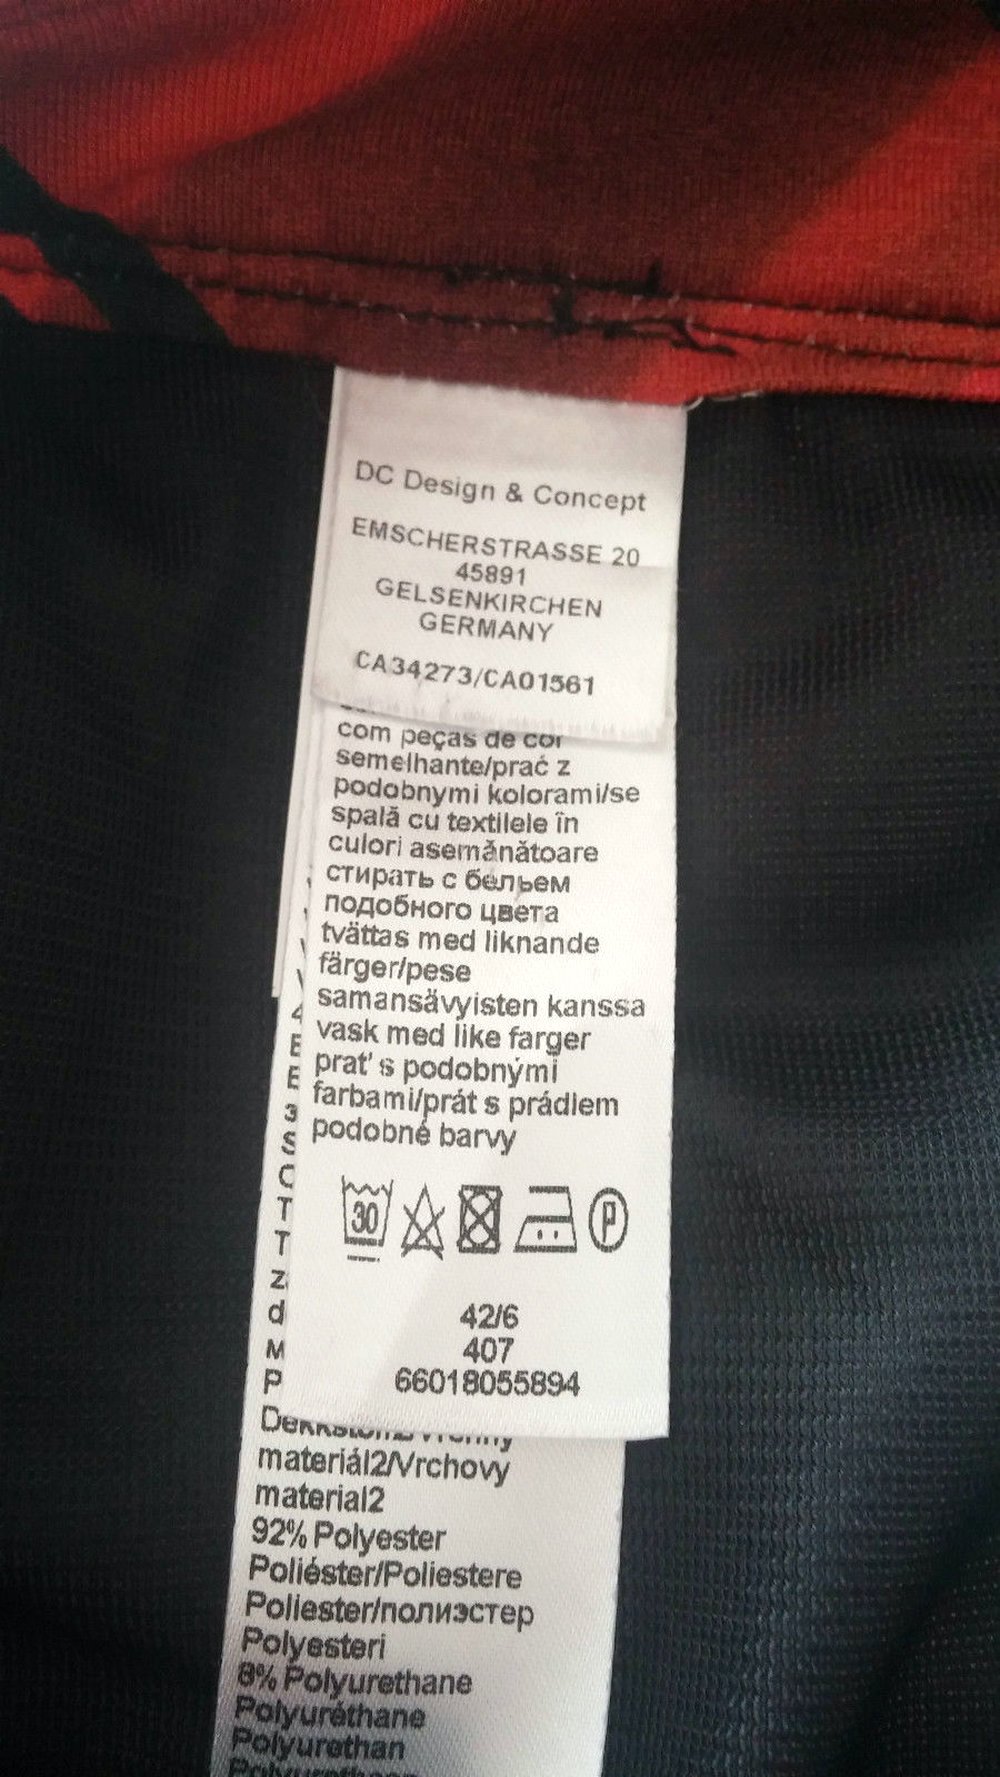 DC Design & Concept
EMSCHERSTRASSE 20
45891
GELSENKIRCHEN
GERMANY
CA34273/CA01561
com peças de cor
semelhante/prać z
podobnymi kolorami/se
spală cu textilele în
culori asemănătoare
стирать с бельем
подобного цвета
tvättas med liknande
färger/pese
samansävyisten kanssa
vask med like farger
prat' s podobnými
farbami/prát s prádlem
podobné barvy
30
P
42/6
407
66018055894
materiál2/Vrchovy
material2
92% Polyester
Poliéster/Poliestere
Poliester/полиэстер
Polyesteri
8% Polyurethane
Polyuréthane
Polyurethan